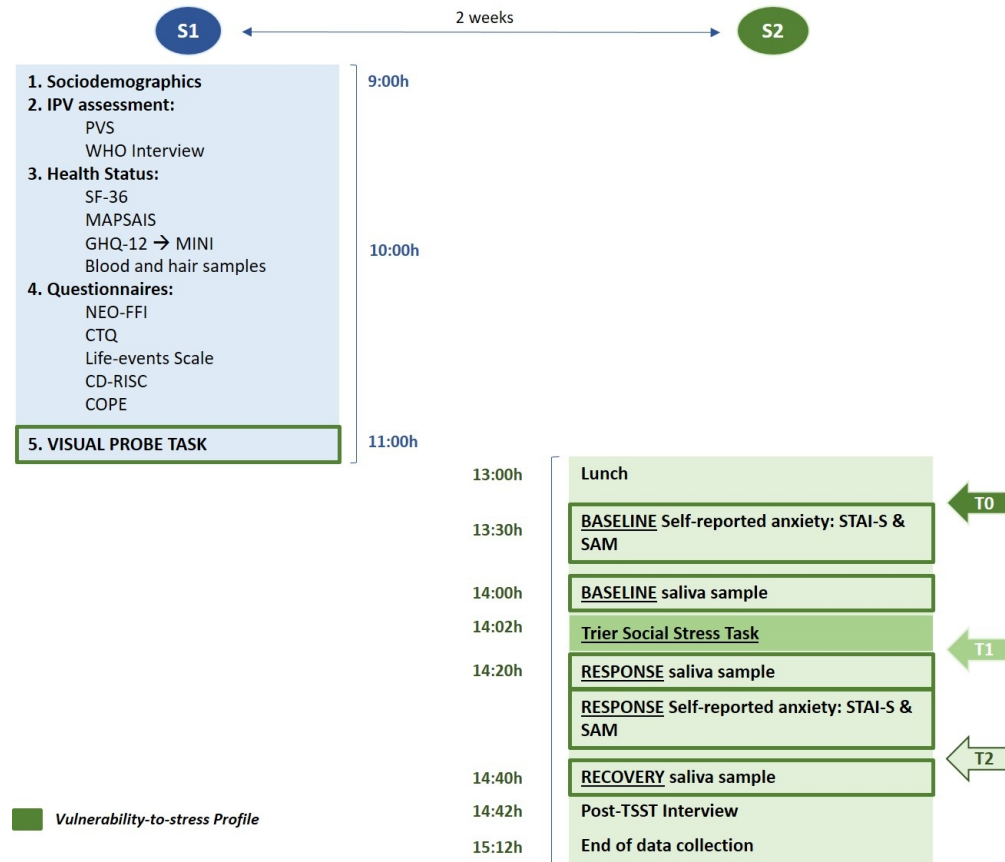 S1
2 weeks
S2
1. Sociodemographics
9:00h
2. IPV assessment:
PVS
WHO Interview
3. Health Status:
SF-36
MAPSAIS
GHQ-12 → MINI
10:00h
Blood and hair samples
4. Questionnaires:
NEO-FFI
CTQ
Life-events Scale
CD-RISC
COPE
5. VISUAL PROBE TASK
11:00h
13:00h
Lunch
T0
13:30h
BASELINE Self-reported anxiety: STAI-S &
SAM
14:00h
BASELINE saliva sample
14:02h
Trier Social Stress Task
T1
14:20h
RESPONSE saliva sample
RESPONSE Self-reported anxiety: STAI-S &
SAM
T2
14:40h
RECOVERY saliva sample
14:42h
Post-TSST Interview
15:12h
End of data collection
Vulnerability-to-stress Profile